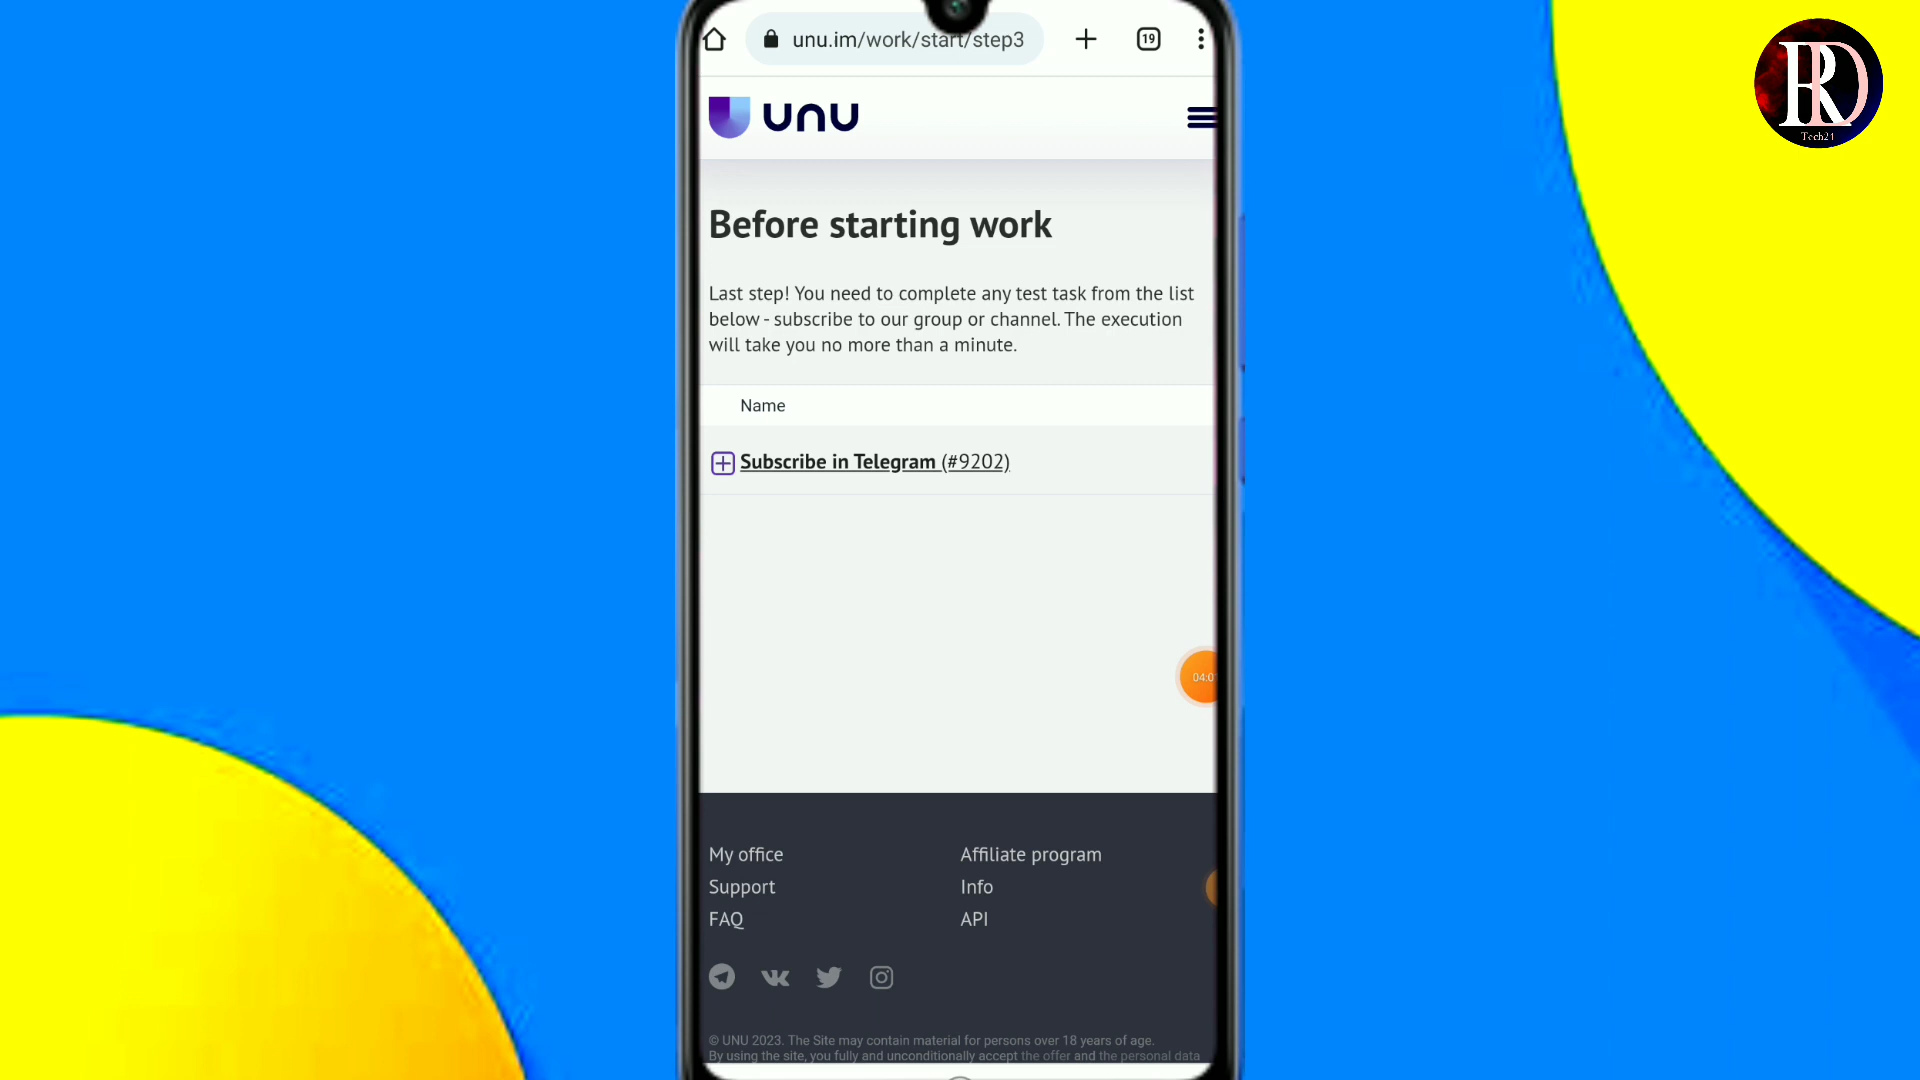 unu.im/work/start/step3
19
RD
Tech21
unu
Before starting work
Last step! You need to complete any test task from the list
below - subscribe to our group or channel. The execution
will take you no more than a minute.
Name
Subscribe in Telegram (#9202)
My office
Affiliate program
Support
Info
FAQ
API
© UNU 2023. The Site may contain material for persons over 18 years of age.
By using the site, you fully and unconditionally accept the offer and the personal data